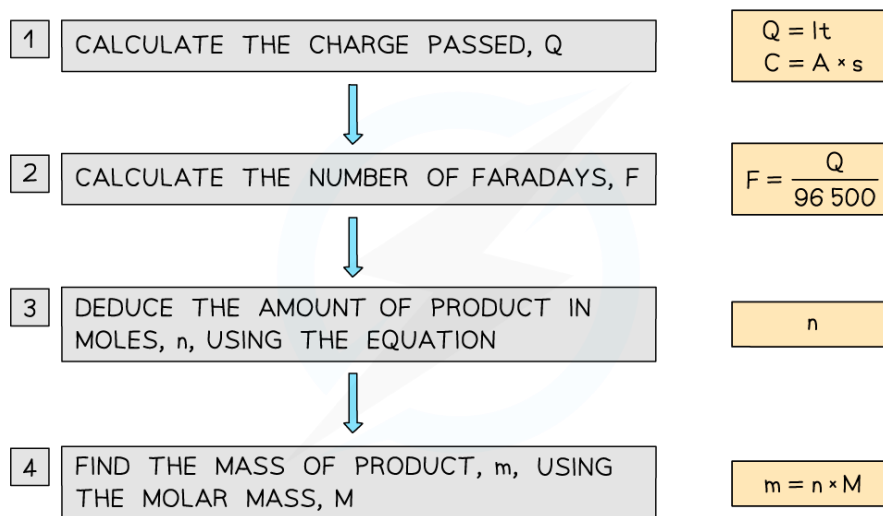 1 CALCULATE THE CHARGE PASSED, Q
Q = It
C = A × s
2 CALCULATE THE NUMBER OF FARADAYS, F
F = Q / 96 500
3 DEDUCE THE AMOUNT OF PRODUCT IN
MOLES, n, USING THE EQUATION
n
4 FIND THE MASS OF PRODUCT, m, USING
THE MOLAR MASS, M
m = n × M